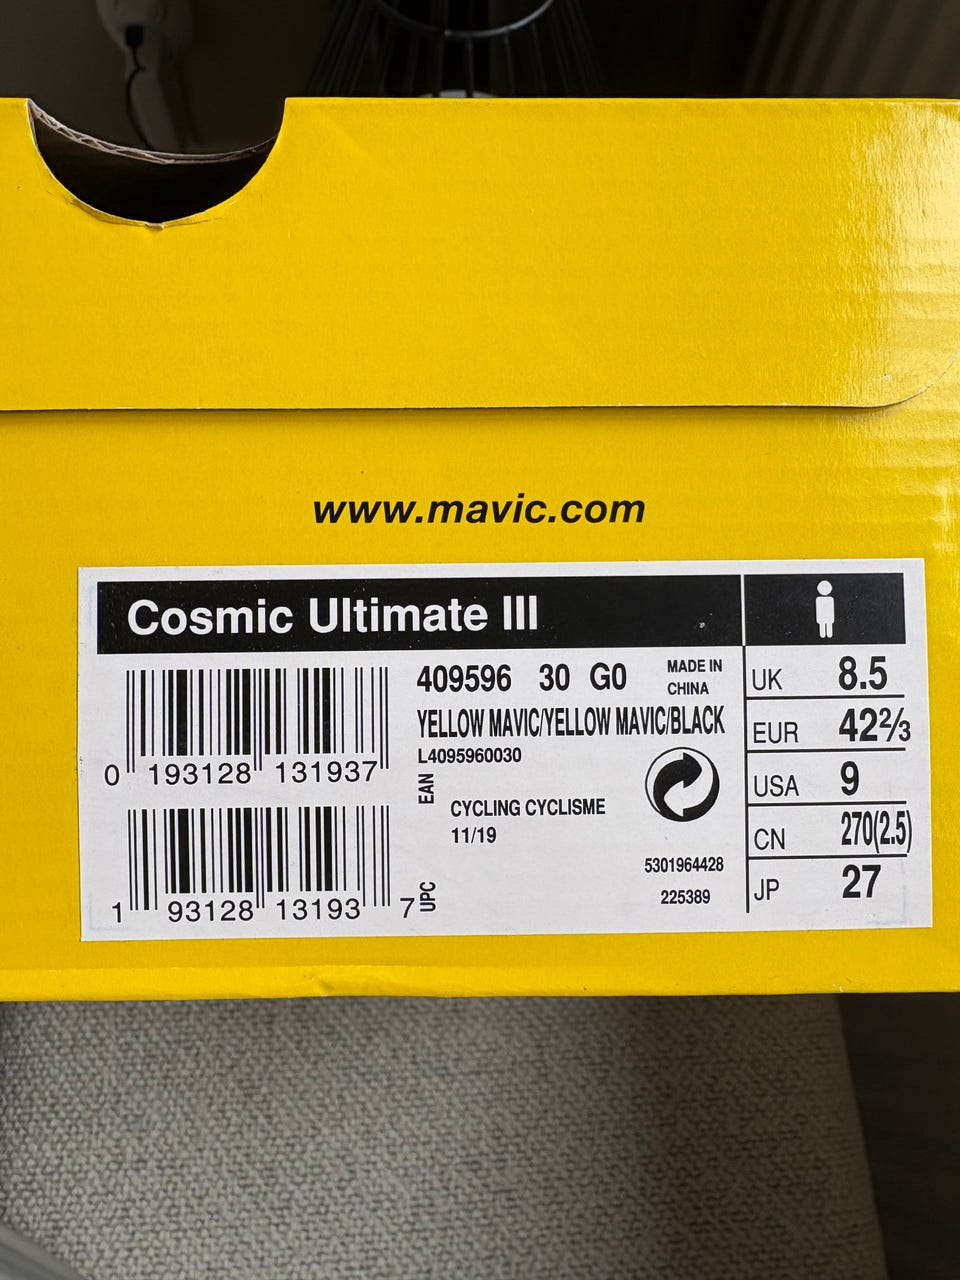 www.mavic.com
Cosmic Ultimate III
409596 30 G0
MADE IN
CHINA
YELLOW MAVIC/YELLOW MAVIC/BLACK
L4095960030
EAN
0 193128 131937
CYCLING CYCLISME
11/19
5301964428
225389
UPC
1 93128 13193 7
UK 8.5
EUR 42⅔
USA 9
CN 270(2.5)
JP 27